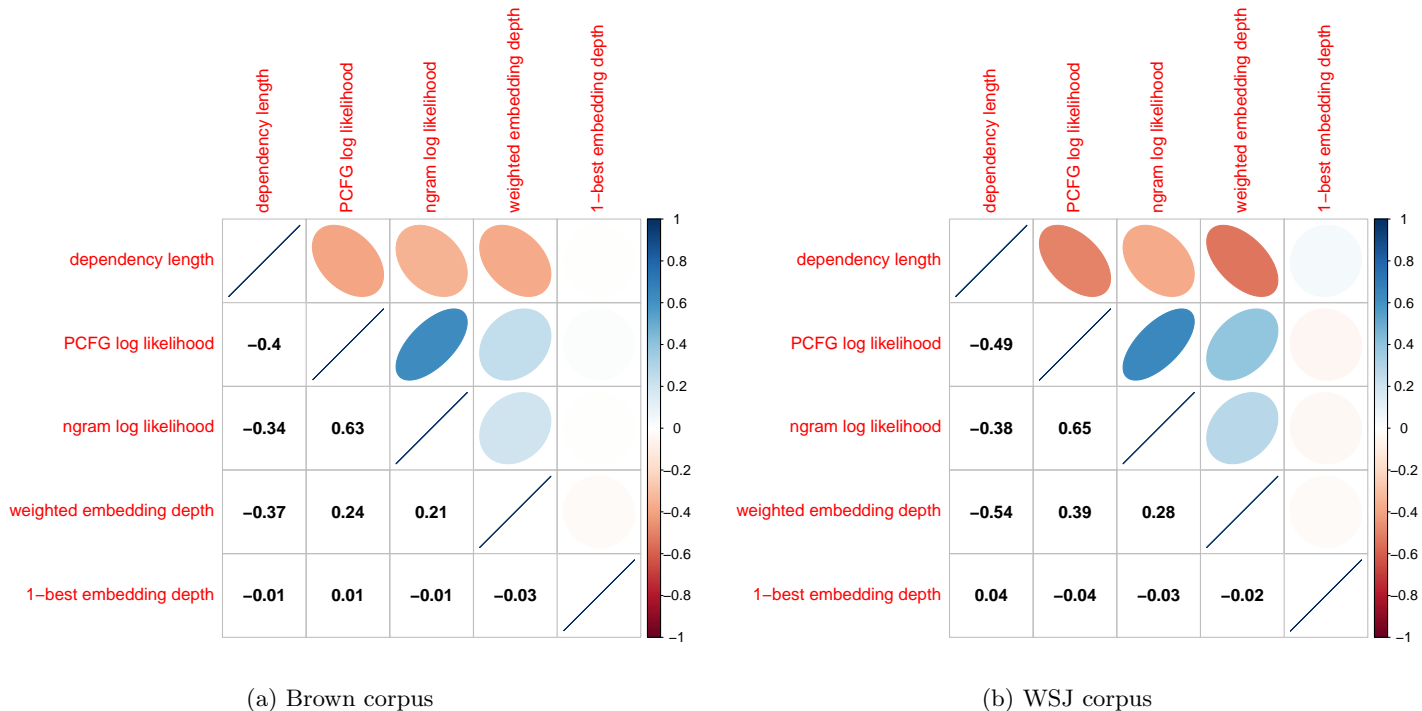 dependency length
PCFG log likelihood
ngram log likelihood
weighted embedding depth
1−best embedding depth
dependency length
PCFG log likelihood −0.4
ngram log likelihood −0.34 0.63
weighted embedding depth −0.37 0.24 0.21
1−best embedding depth −0.01 0.01 −0.01 −0.03
1
0.8
0.6
0.4
0.2
0
−0.2
−0.4
−0.6
−0.8
−1
(a) Brown corpus
dependency length
PCFG log likelihood
ngram log likelihood
weighted embedding depth
1−best embedding depth
dependency length
PCFG log likelihood −0.49
ngram log likelihood −0.38 0.65
weighted embedding depth −0.54 0.39 0.28
1−best embedding depth 0.04 −0.04 −0.03 −0.02
1
0.8
0.6
0.4
0.2
0
−0.2
−0.4
−0.6
−0.8
−1
(b) WSJ corpus